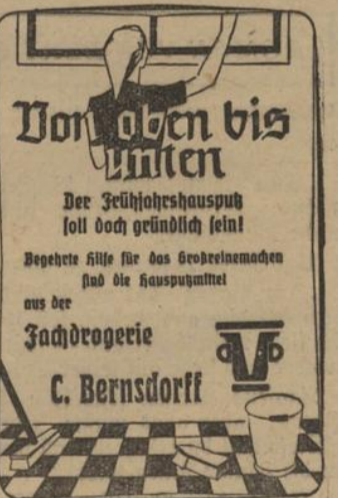 Von oben bis
unten
Der Frühjahrshausputz
soll doch gründlich sein!
Begehrte Hilfe für das Großreinemachen
sind die Hausputzmittel
aus der
Fachdrogerie
C. Bernsdorff